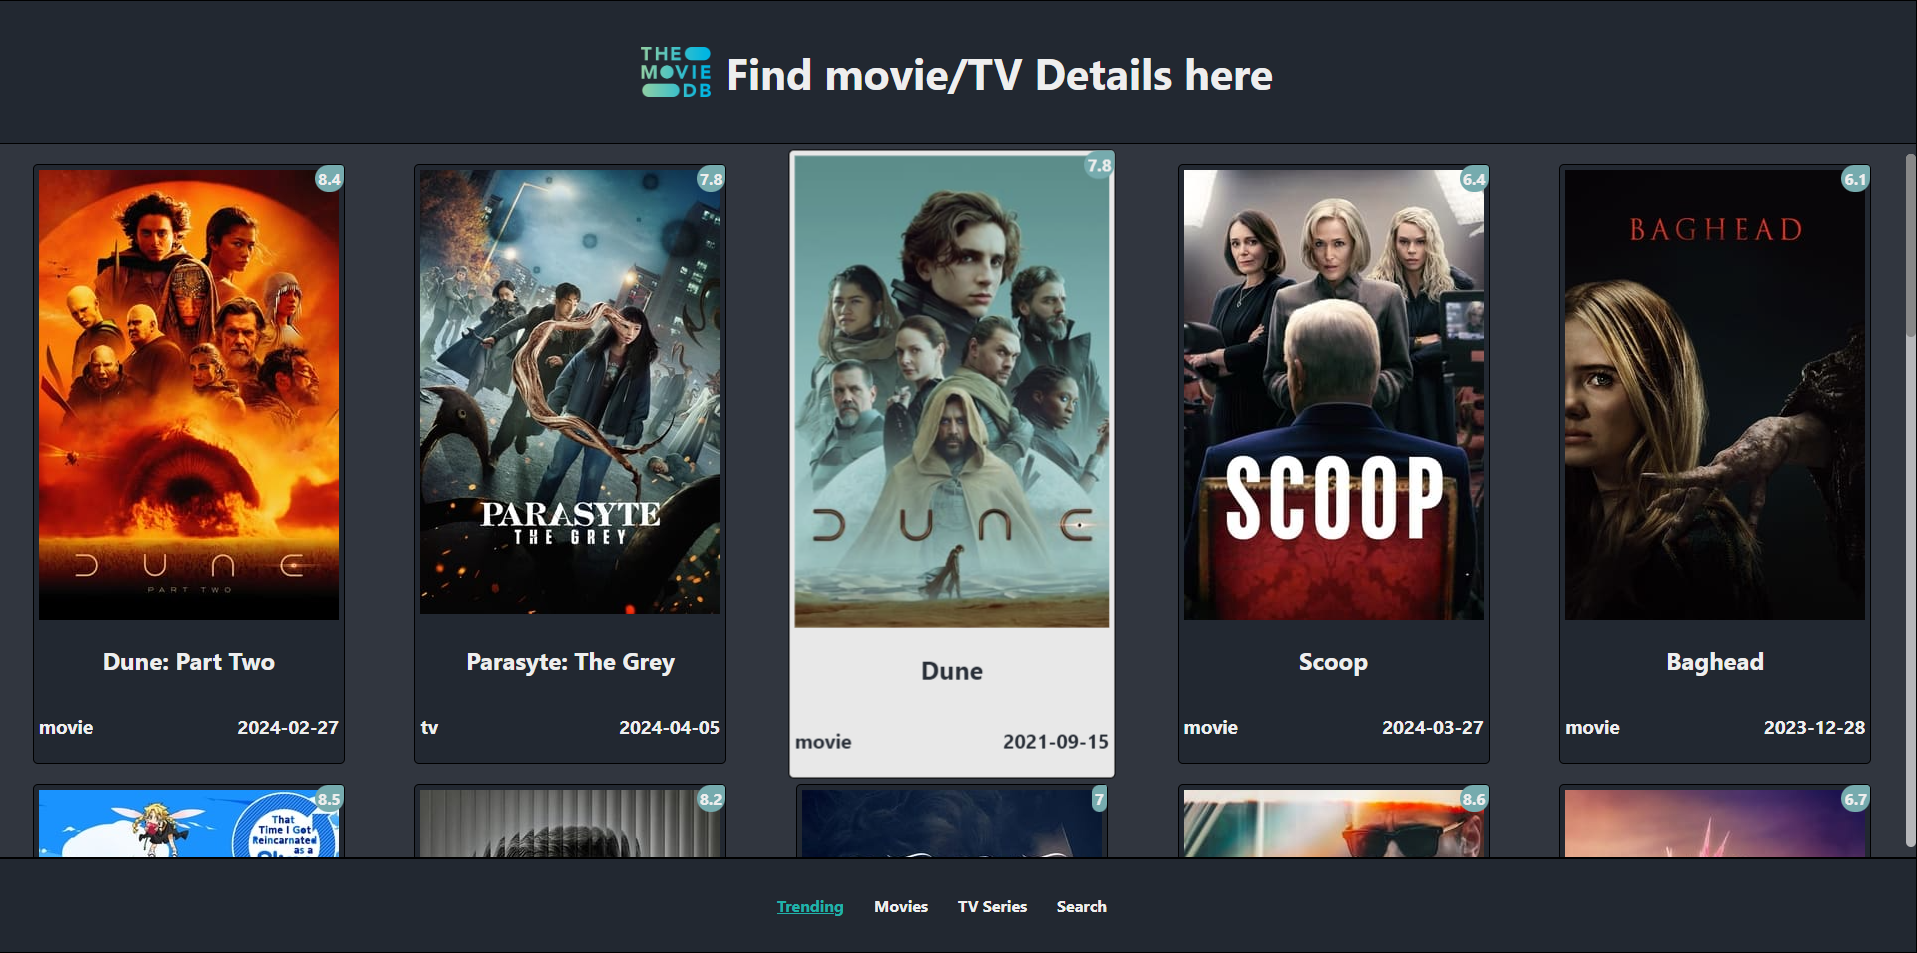 THE
MOVIE
DB
Find movie/TV Details here
8.4
DUNE
PART TWO
Dune: Part Two
movie 2024-02-27
7.8
PARASYTE
THE GREY
Parasyte: The Grey
tv 2024-04-05
7.8
DUNE
Dune
movie 2021-09-15
6.4
SCOOP
Scoop
movie 2024-03-27
6.1
BAGHEAD
Baghead
movie 2023-12-28
8.5
That
Time I Got
Reincarnated
as a
8.2
7
8.6
6.7
Trending Movies TV Series Search